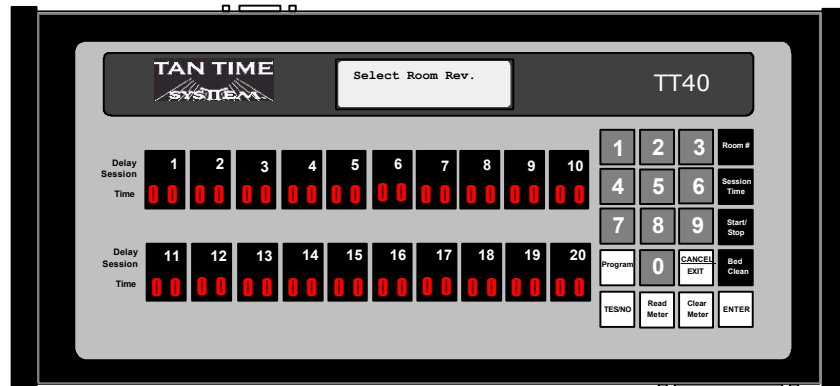 TAN TIME
SYSTEM
Select Room Rev.
TT40
Delay
Session
Time
1 2 3 4 5 6 7 8 9 10
00 00 00 00 00 00 00 00 00 00
Delay
Session
Time
11 12 13 14 15 16 17 18 19 20
00 00 00 00 00 00 00 00 00 00
1 2 3 Room #
4 5 6 Session
Time
7 8 9 Start/
Stop
Program 0 CANCEL
EXIT Bed
Clean
TES/NO Read
Meter Clear
Meter ENTER